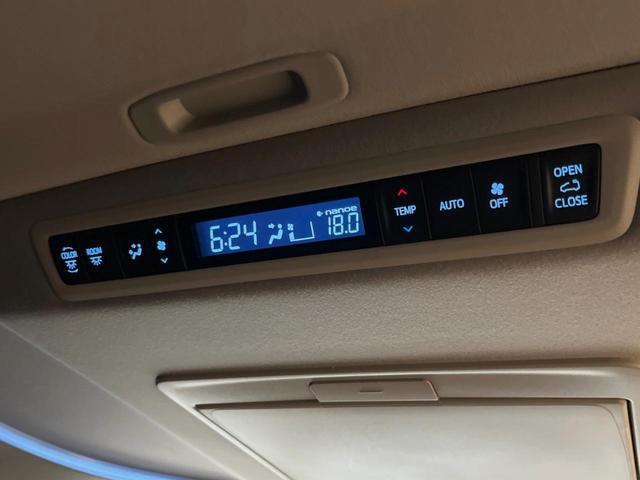 COLOR
ROOM
6:24
nanoe
18.0
TEMP
AUTO
OFF
OPEN
CLOSE